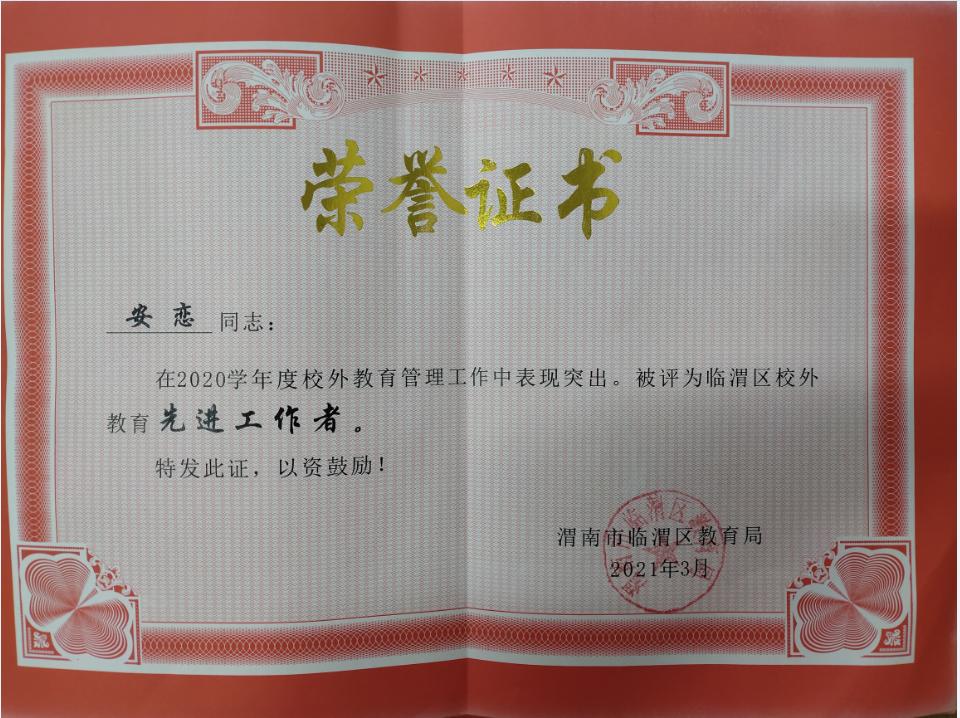 荣誉证书
安恋同志：
在2020学年度校外教育管理工作中表现突出。被评为临渭区校外
教育先进工作者。
特发此证，以资鼓励！
渭南市临渭区教育局
2021年3月